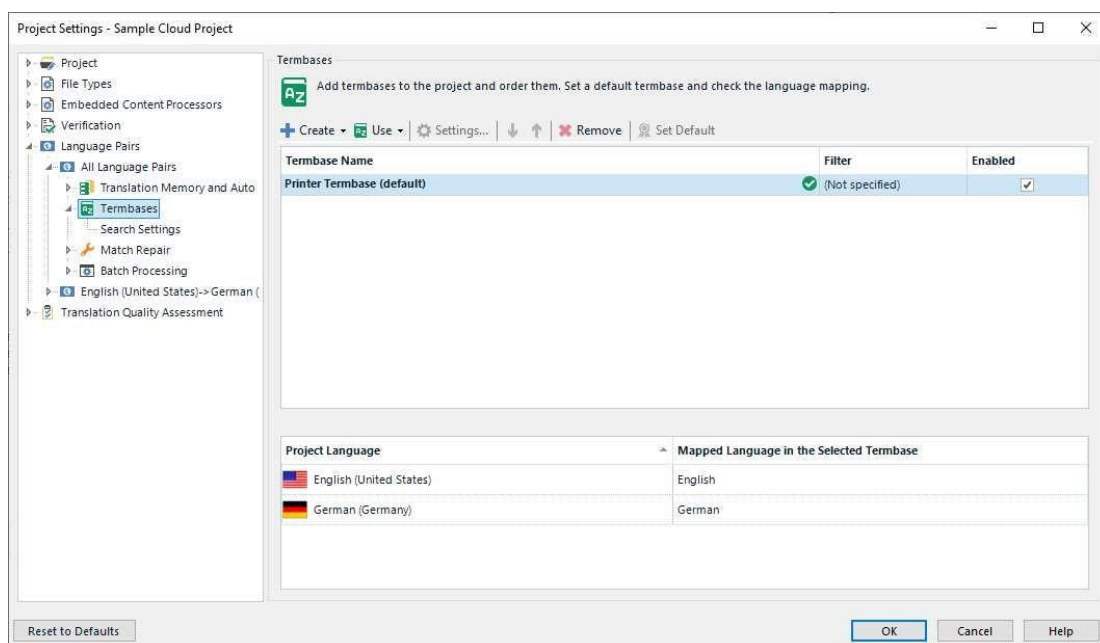 Project Settings - Sample Cloud Project
Project
File Types
Embedded Content Processors
Verification
Language Pairs
All Language Pairs
Translation Memory and Auto
Termbases
Search Settings
Match Repair
Batch Processing
English (United States)->German (
Translation Quality Assessment
Termbases
AZ
Add termbases to the project and order them. Set a default termbase and check the language mapping.
Create Use Settings... Remove Set Default
Termbase Name Filter Enabled
Printer Termbase (default) (Not specified)
Project Language Mapped Language in the Selected Termbase
English (United States) English
German (Germany) German
Reset to Defaults OK Cancel Help